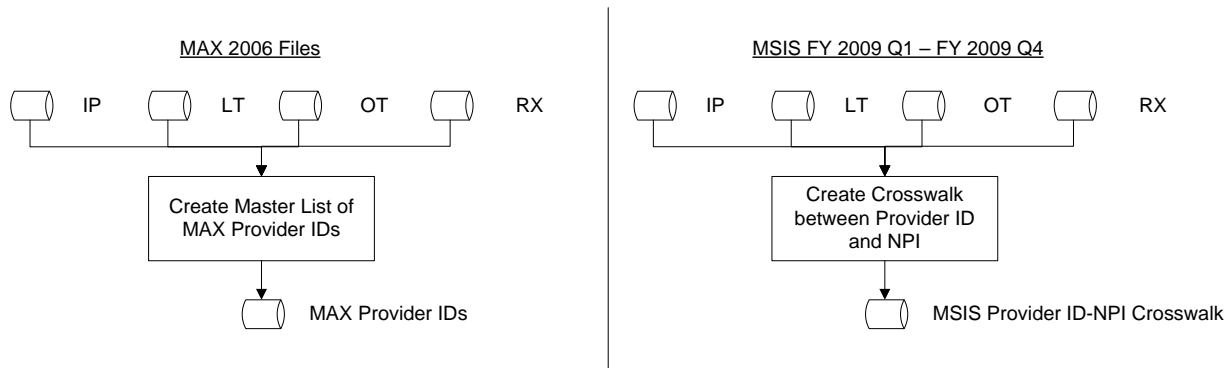 MAX 2006 Files
IP LT OT RX
Create Master List of
MAX Provider IDs
MAX Provider IDs
MSIS FY 2009 Q1 – FY 2009 Q4
IP LT OT RX
Create Crosswalk
between Provider ID
and NPI
MSIS Provider ID-NPI Crosswalk